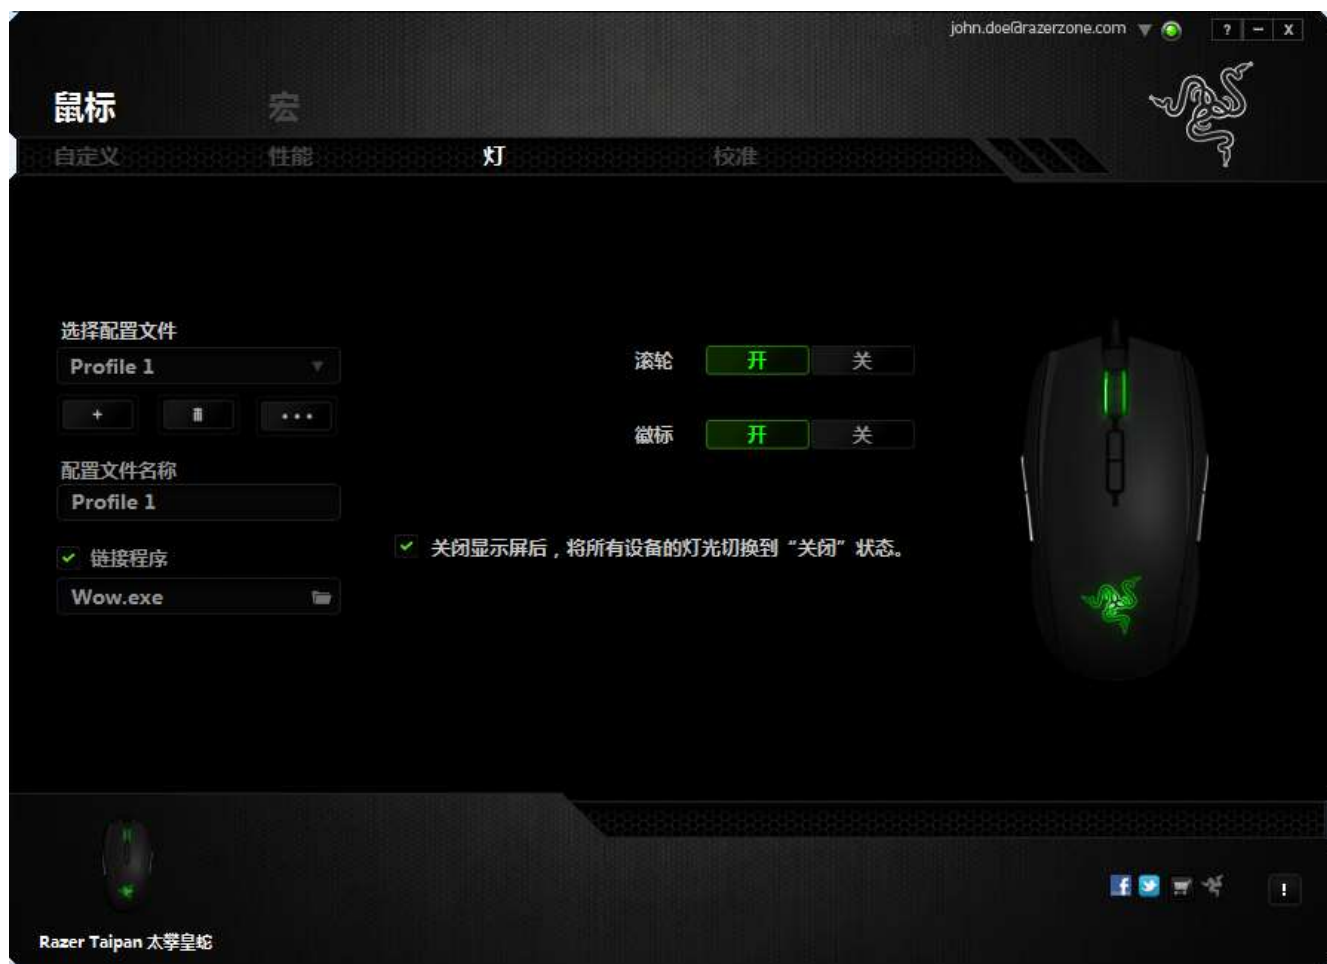 john.doe@razerzone.com
? – X
鼠标 宏
自定义 性能 灯 校准
选择配置文件
Profile 1
+ •••
配置文件名称
Profile 1
链接程序
Wow.exe
滚轮 开 关
徽标 开 关
关闭显示屏后，将所有设备的灯光切换到“关闭”状态。
f
!
Razer Taipan 太攀皇蛇